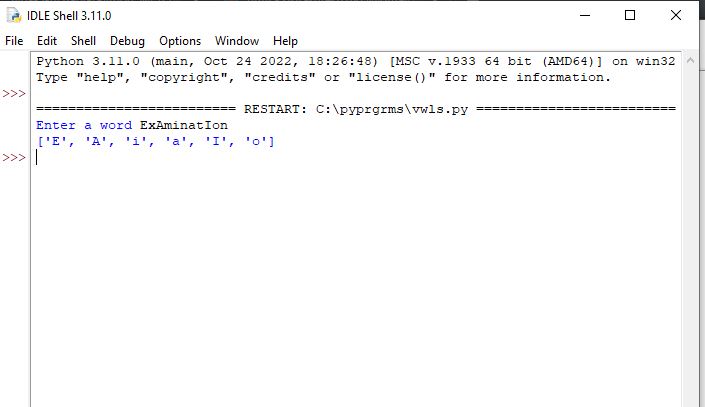 IDLE Shell 3.11.0
File Edit Shell Debug Options Window Help
Python 3.11.0 (main, Oct 24 2022, 18:26:48) [MSC v.1933 64 bit (AMD64)] on win32
Type "help", "copyright", "credits" or "license()" for more information.
>>>
========================= RESTART: C:\pyprgrms\vwls.py =========================
Enter a word ExAminatIon
['E', 'A', 'i', 'a', 'I', 'o']
>>>